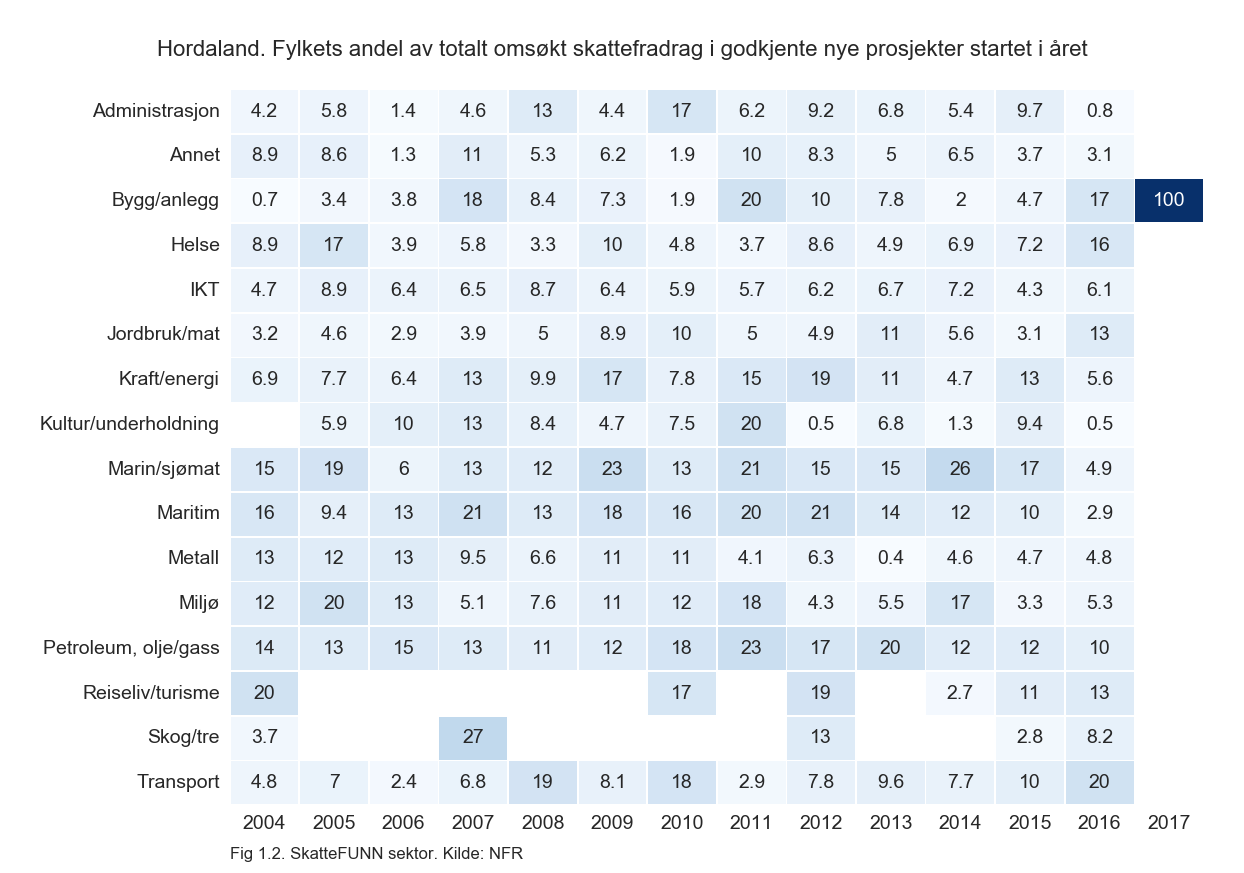 Hordaland. Fylkets andel av totalt omsøkt skattefradrag i godkjente nye prosjekter startet i året
Administrasjon 4.2 5.8 1.4 4.6 13 4.4 17 6.2 9.2 6.8 5.4 9.7 0.8
Annet 8.9 8.6 1.3 11 5.3 6.2 1.9 10 8.3 5 6.5 3.7 3.1
Bygg/anlegg 0.7 3.4 3.8 18 8.4 7.3 1.9 20 10 7.8 2 4.7 17 100
Helse 8.9 17 3.9 5.8 3.3 10 4.8 3.7 8.6 4.9 6.9 7.2 16
IKT 4.7 8.9 6.4 6.5 8.7 6.4 5.9 5.7 6.2 6.7 7.2 4.3 6.1
Jordbruk/mat 3.2 4.6 2.9 3.9 5 8.9 10 5 4.9 11 5.6 3.1 13
Kraft/energi 6.9 7.7 6.4 13 9.9 17 7.8 15 19 11 4.7 13 5.6
Kultur/underholdning 5.9 10 13 8.4 4.7 7.5 20 0.5 6.8 1.3 9.4 0.5
Marin/sjømat 15 19 6 13 12 23 13 21 15 15 26 17 4.9
Maritim 16 9.4 13 21 13 18 16 20 21 14 12 10 2.9
Metall 13 12 13 9.5 6.6 11 11 4.1 6.3 0.4 4.6 4.7 4.8
Miljø 12 20 13 5.1 7.6 11 12 18 4.3 5.5 17 3.3 5.3
Petroleum, olje/gass 14 13 15 13 11 12 18 23 17 20 12 12 10
Reiseliv/turisme 20 17 19 2.7 11 13
Skog/tre 3.7 27 13 2.8 8.2
Transport 4.8 7 2.4 6.8 19 8.1 18 2.9 7.8 9.6 7.7 10 20
2004 2005 2006 2007 2008 2009 2010 2011 2012 2013 2014 2015 2016 2017
Fig 1.2. SkatteFUNN sektor. Kilde: NFR